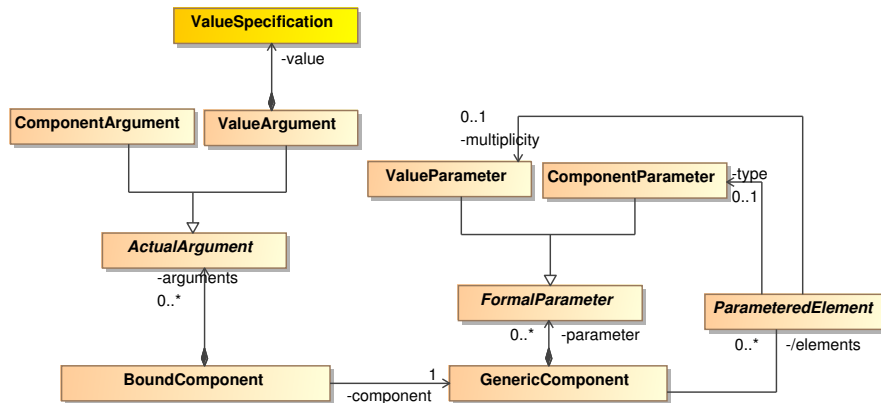 ValueSpecification
-value
ComponentArgument
ValueArgument
0..1
-multiplicity
ValueParameter
ComponentParameter
-type
0..1
ActualArgument
-arguments
0..*
FormalParameter
0..*
-parameter
ParameteredElement
0..*
-/elements
BoundComponent
1
-component
GenericComponent